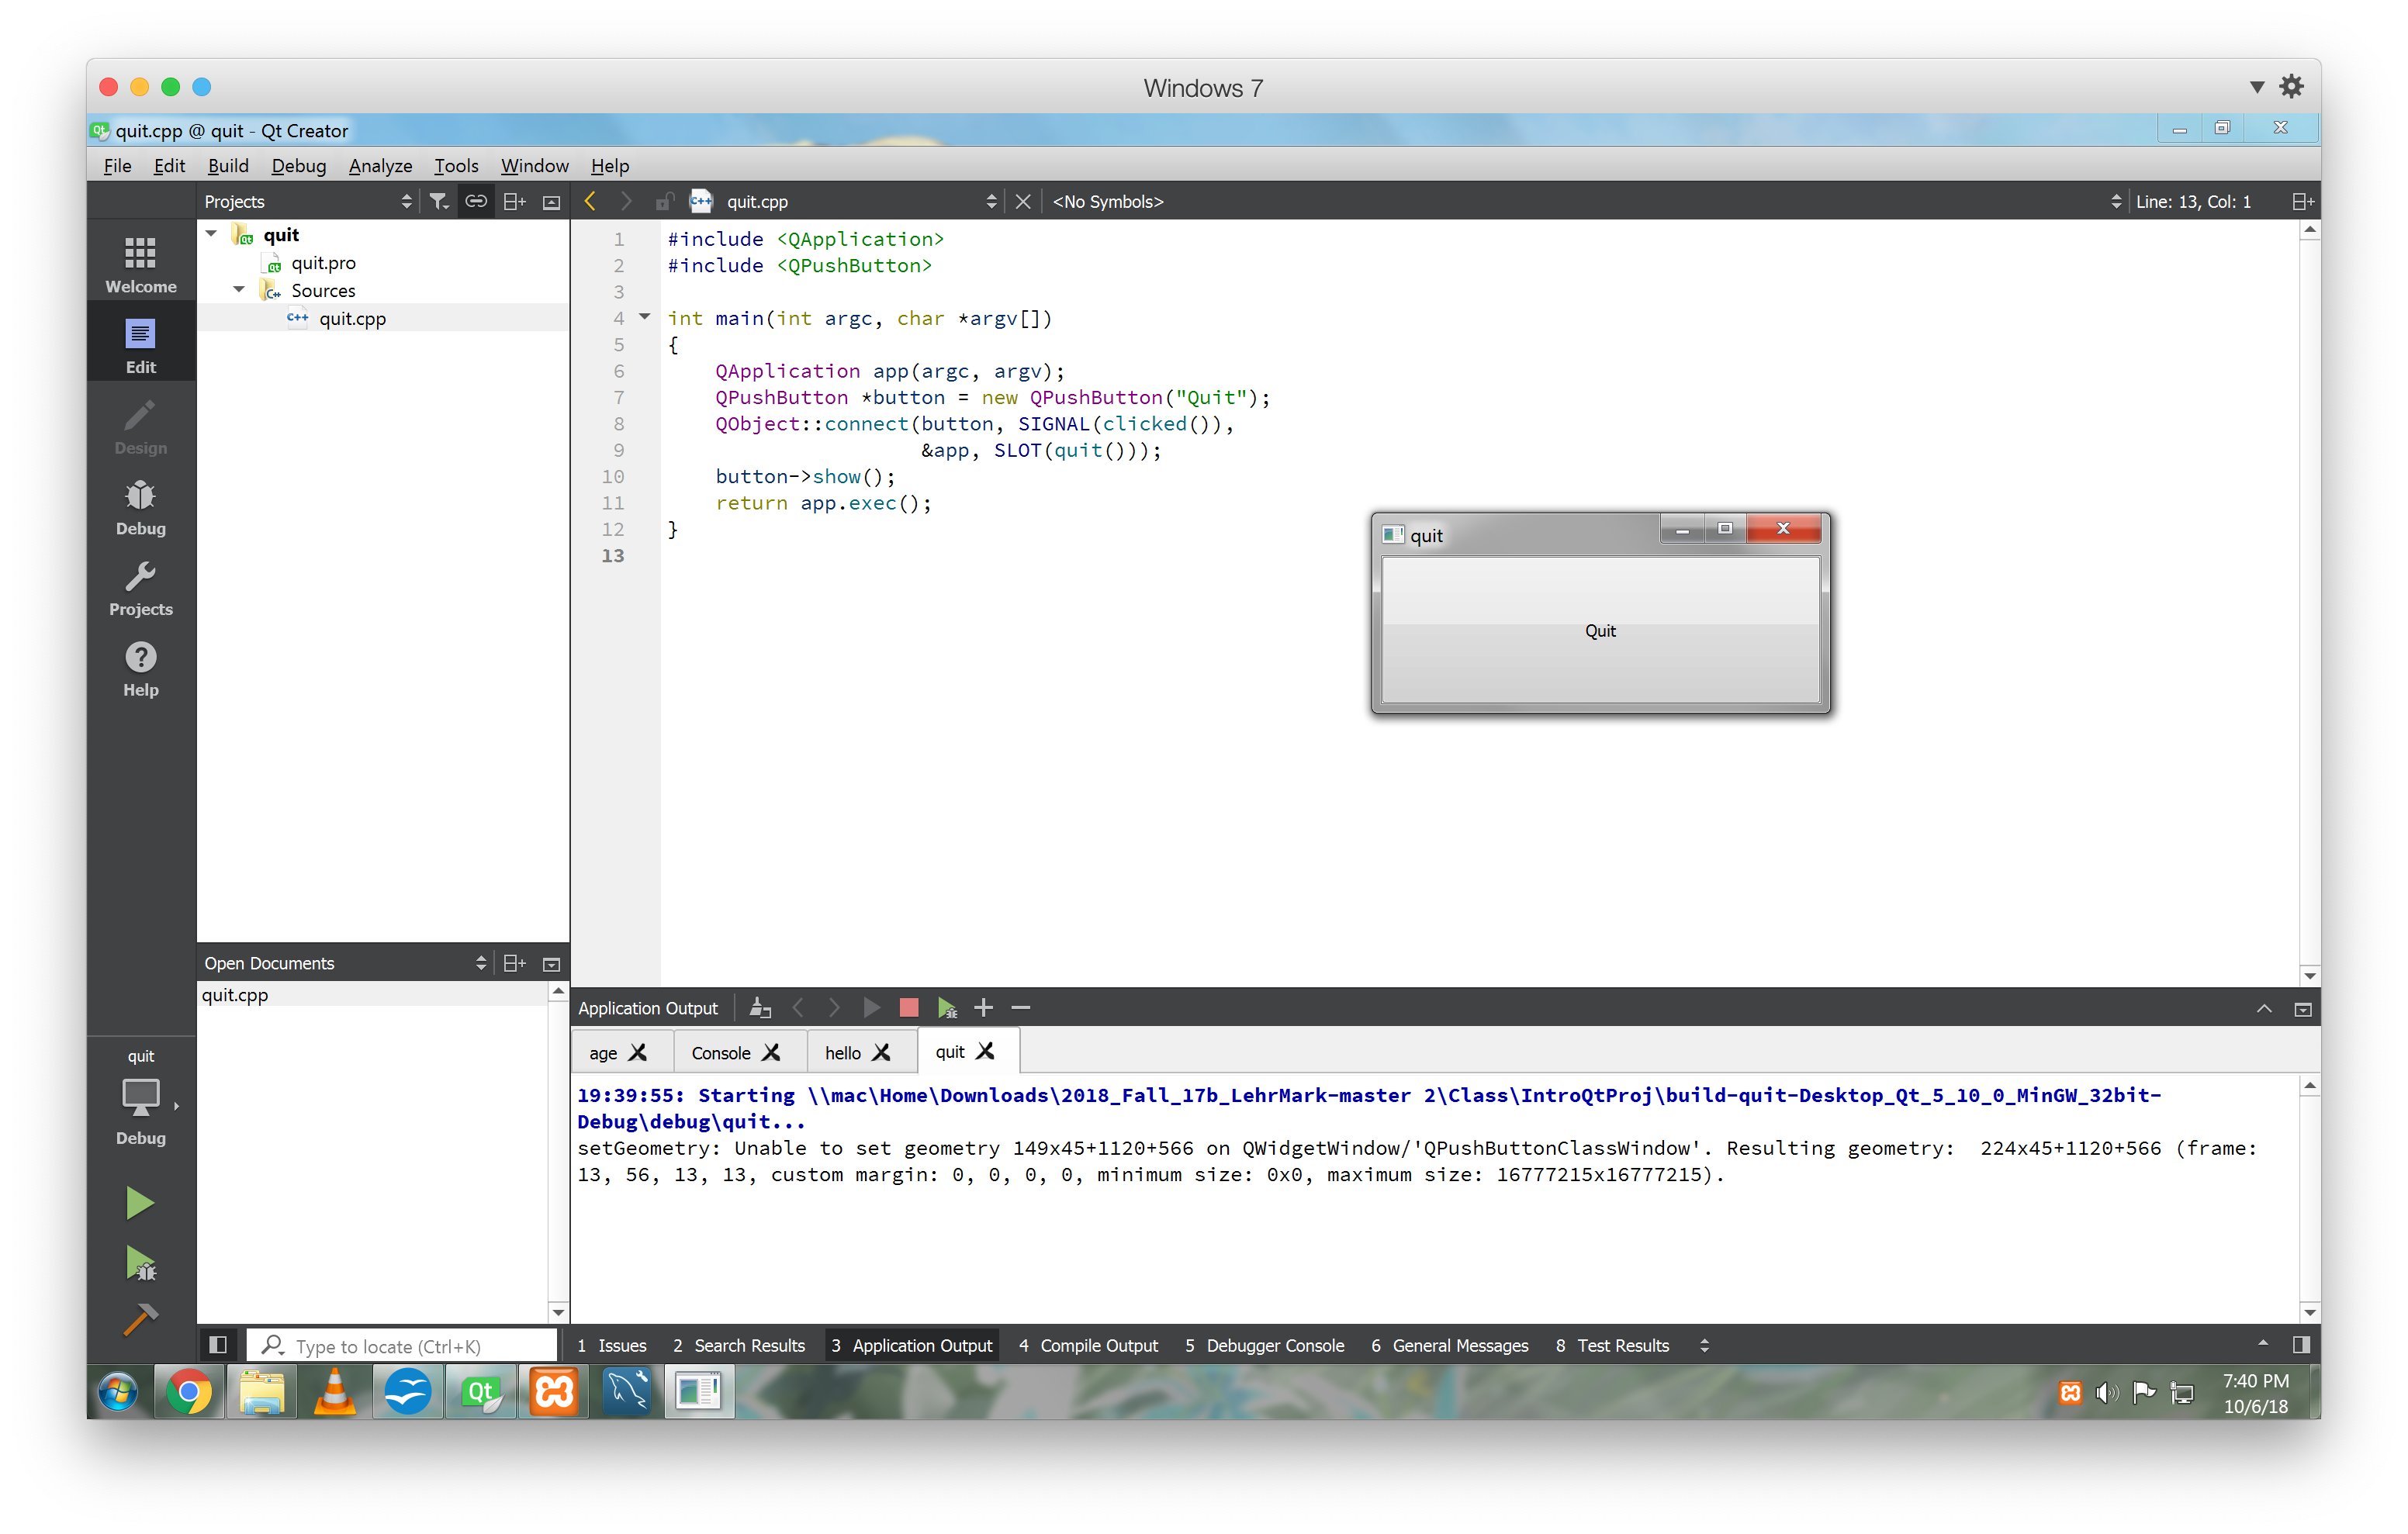 Windows 7
quit.cpp @ quit - Qt Creator
File Edit Build Debug Analyze Tools Window Help
Projects
quit.cpp
<No Symbols>
Line: 13, Col: 1
Welcome
Edit
Design
Debug
Projects
Help
quit
quit.pro
Sources
quit.cpp
1 #include <QApplication>
2 #include <QPushButton>
3
4 int main(int argc, char *argv[])
5 {
6 QApplication app(argc, argv);
7 QPushButton *button = new QPushButton("Quit");
8 QObject::connect(button, SIGNAL(clicked()),
9 &app, SLOT(quit()));
10 button->show();
11 return app.exec();
12 }
13
quit
Quit
Open Documents
quit.cpp
quit
Debug
Application Output
age Console hello quit
19:39:55: Starting \\mac\Home\Downloads\2018_Fall_17b_LehrMark-master 2\Class\IntroQtProj\build-quit-Desktop_Qt_5_10_0_MinGW_32bit-
Debug\debug\quit...
setGeometry: Unable to set geometry 149x45+1120+566 on QWidgetWindow/'QPushButtonClassWindow'. Resulting geometry:  224x45+1120+566 (frame:
13, 56, 13, 13, custom margin: 0, 0, 0, 0, minimum size: 0x0, maximum size: 16777215x16777215).
Type to locate (Ctrl+K)
1 Issues 2 Search Results 3 Application Output 4 Compile Output 5 Debugger Console 6 General Messages 8 Test Results
7:40 PM
10/6/18